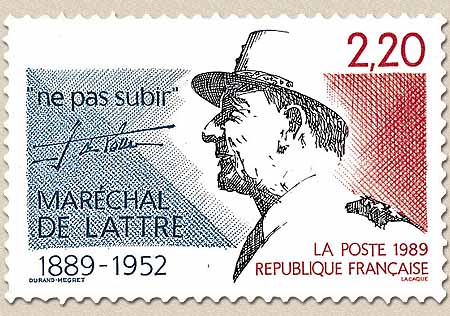 2,20
"ne pas subir"
MARÉCHAL
DE LATTRE
1889-1952
LA POSTE 1989
REPUBLIQUE FRANÇAISE
DURAND-MEGRET
LACAQUE